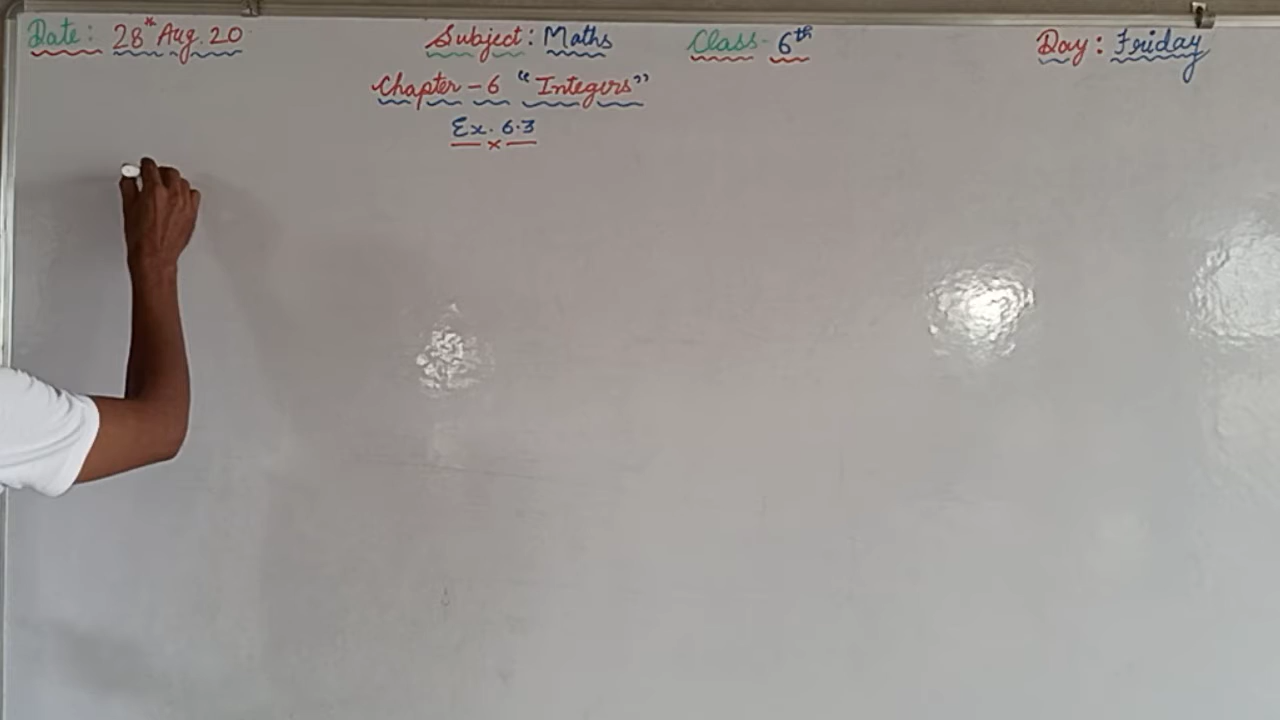 Date: 28th Aug. 20 Subject: Maths Class- 6th Day: Friday
Chapter - 6 "Integers"
Ex. 6.3